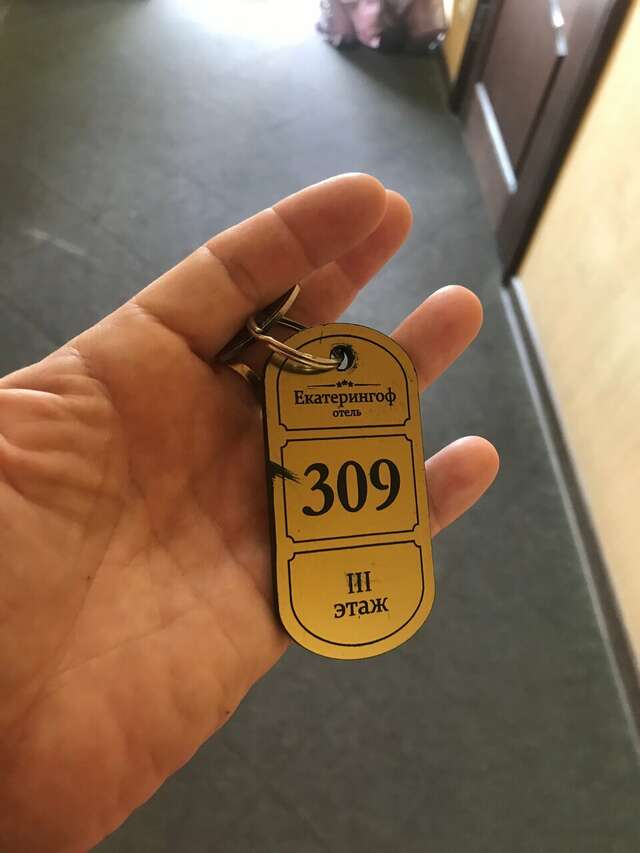 Екатерингоф
отель
309
III
этаж